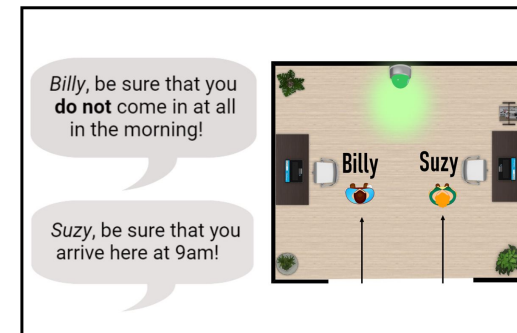 Billy, be sure that you
do not come in at all
in the morning!
Billy
Suzy
Suzy, be sure that you
arrive here at 9am!